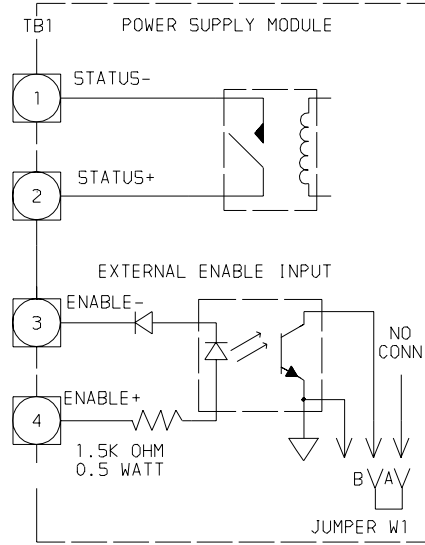 TB1
POWER SUPPLY MODULE
STATUS-
1
STATUS+
2
EXTERNAL ENABLE INPUT
ENABLE-
3
NO
CONN
ENABLE+
4
1.5K OHM
0.5 WATT
B A
JUMPER W1